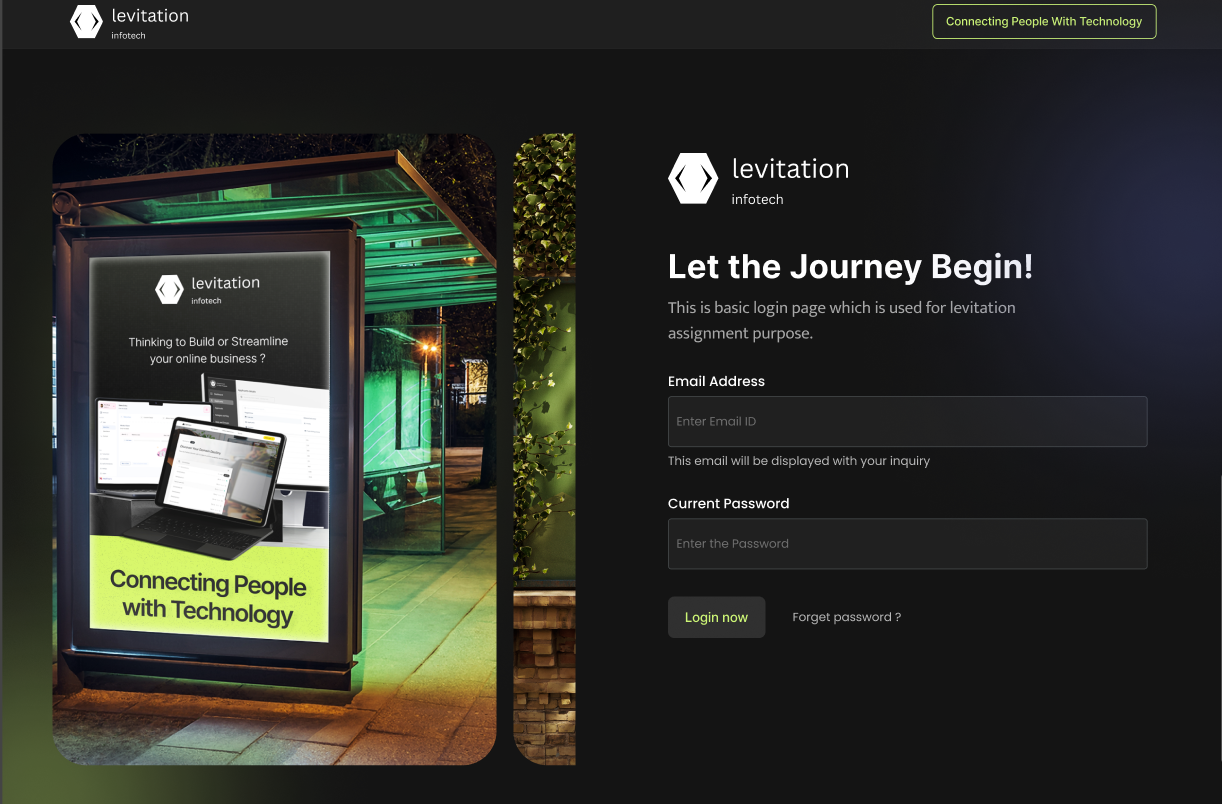 levitation
infotech
Connecting People With Technology
levitation
infotech
Thinking to Build or Streamline
your online business ?
Connecting People
with Technology
levitation
infotech
Let the Journey Begin!
This is basic login page which is used for levitation
assignment purpose.
Email Address
Enter Email ID
This email will be displayed with your inquiry
Current Password
Enter the Password
Login now
Forget password ?